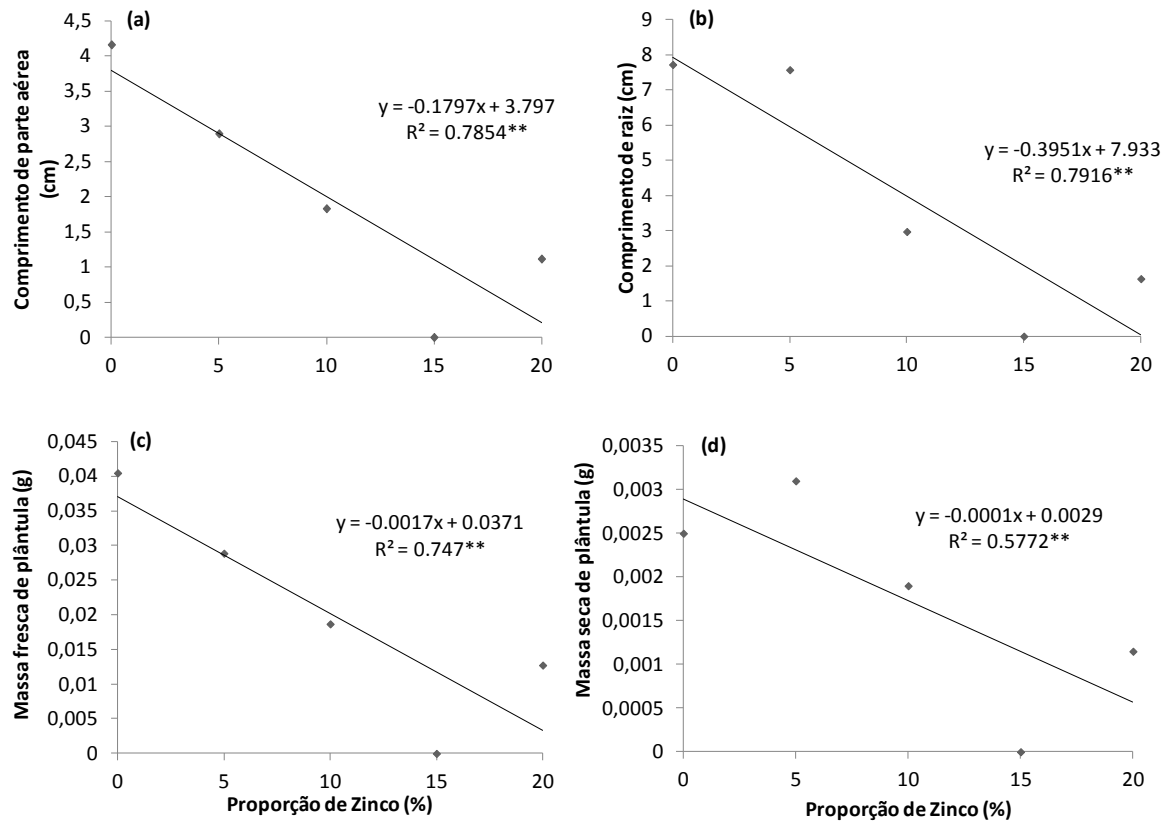 (a)
Comprimento de parte aérea
(cm)
4,5
4
3,5
3
2,5
2
1,5
1
0,5
0
y = -0.1797x + 3.797
R² = 0.7854**
0 5 10 15 20
(b)
Comprimento de raiz (cm)
9
8
7
6
5
4
3
2
1
0
y = -0.3951x + 7.933
R² = 0.7916**
0 5 10 15 20
(c)
Massa fresca de plântula (g)
0,045
0,04
0,035
0,03
0,025
0,02
0,015
0,01
0,005
0
y = -0.0017x + 0.0371
R² = 0.747**
0 5 10 15 20
Proporção de Zinco (%)
(d)
Massa seca de plântula (g)
0,0035
0,003
0,0025
0,002
0,0015
0,001
0,0005
0
y = -0.0001x + 0.0029
R² = 0.5772**
0 5 10 15 20
Proporção de Zinco (%)